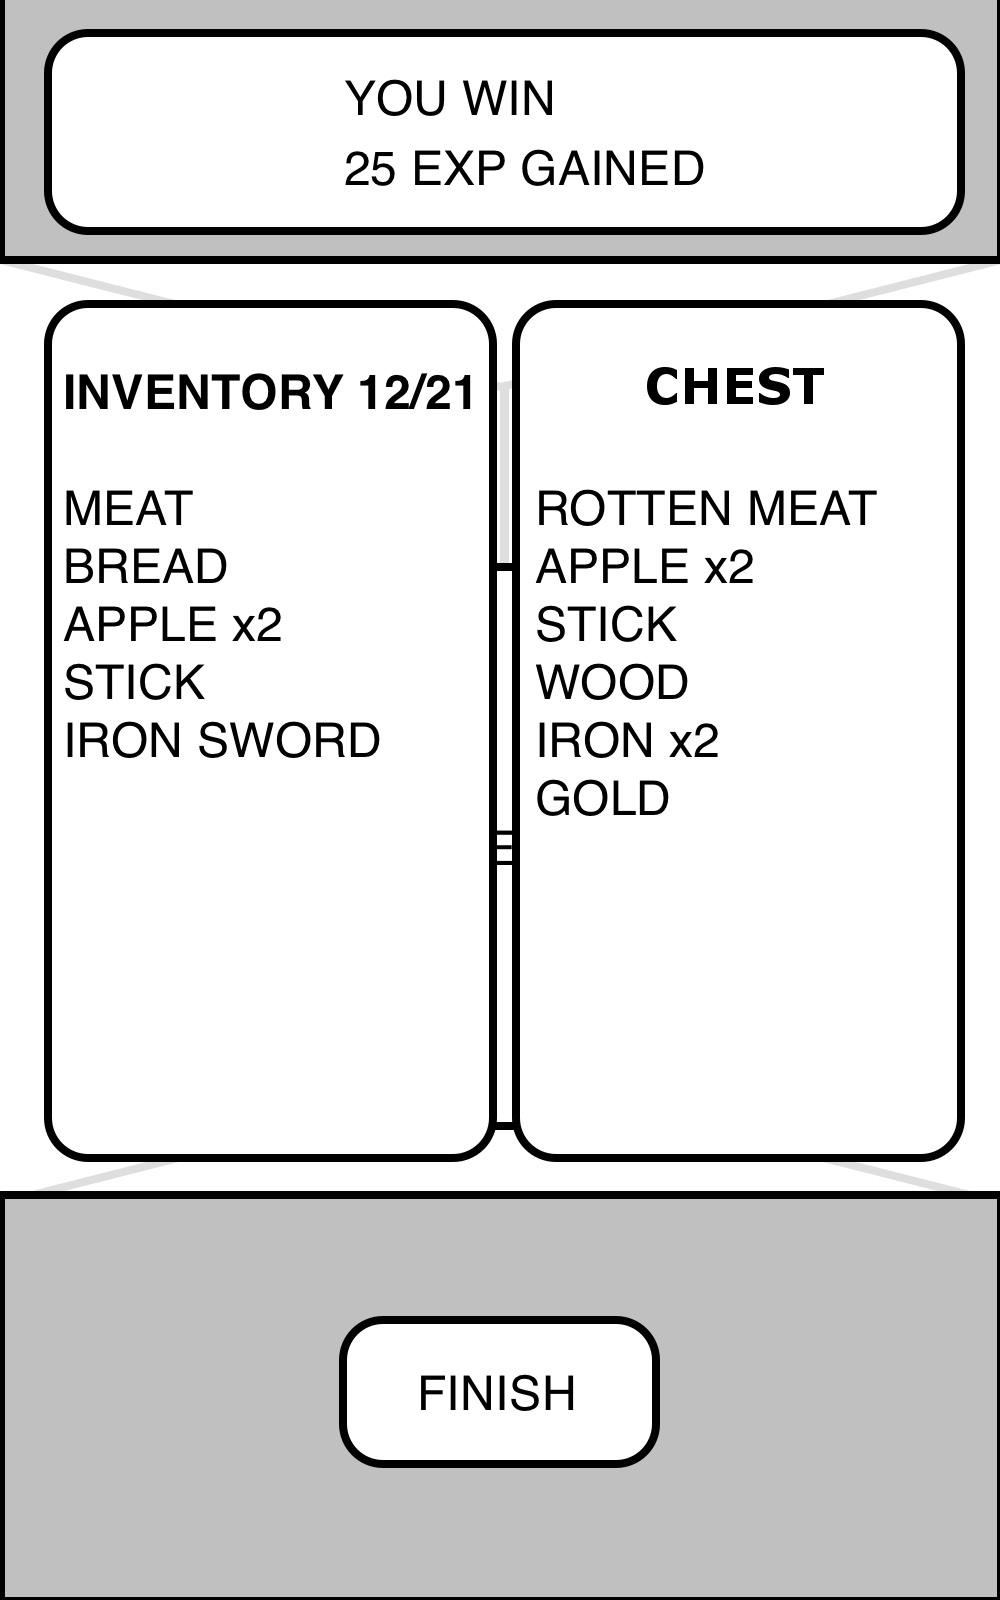 YOU WIN
25 EXP GAINED
INVENTORY 12/21
MEAT
BREAD
APPLE x2
STICK
IRON SWORD
CHEST
ROTTEN MEAT
APPLE x2
STICK
WOOD
IRON x2
GOLD
FINISH